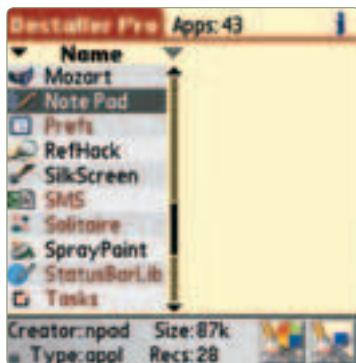 Destaller Pro Apps: 43 i
Name
Mozart
Note Pad
Prefs
RefHack
SilkScreen
SMS
Solitaire
SprayPaint
StatusBarLib
Tasks
Creator: npad Size: 87k
Type: appl Recs: 28